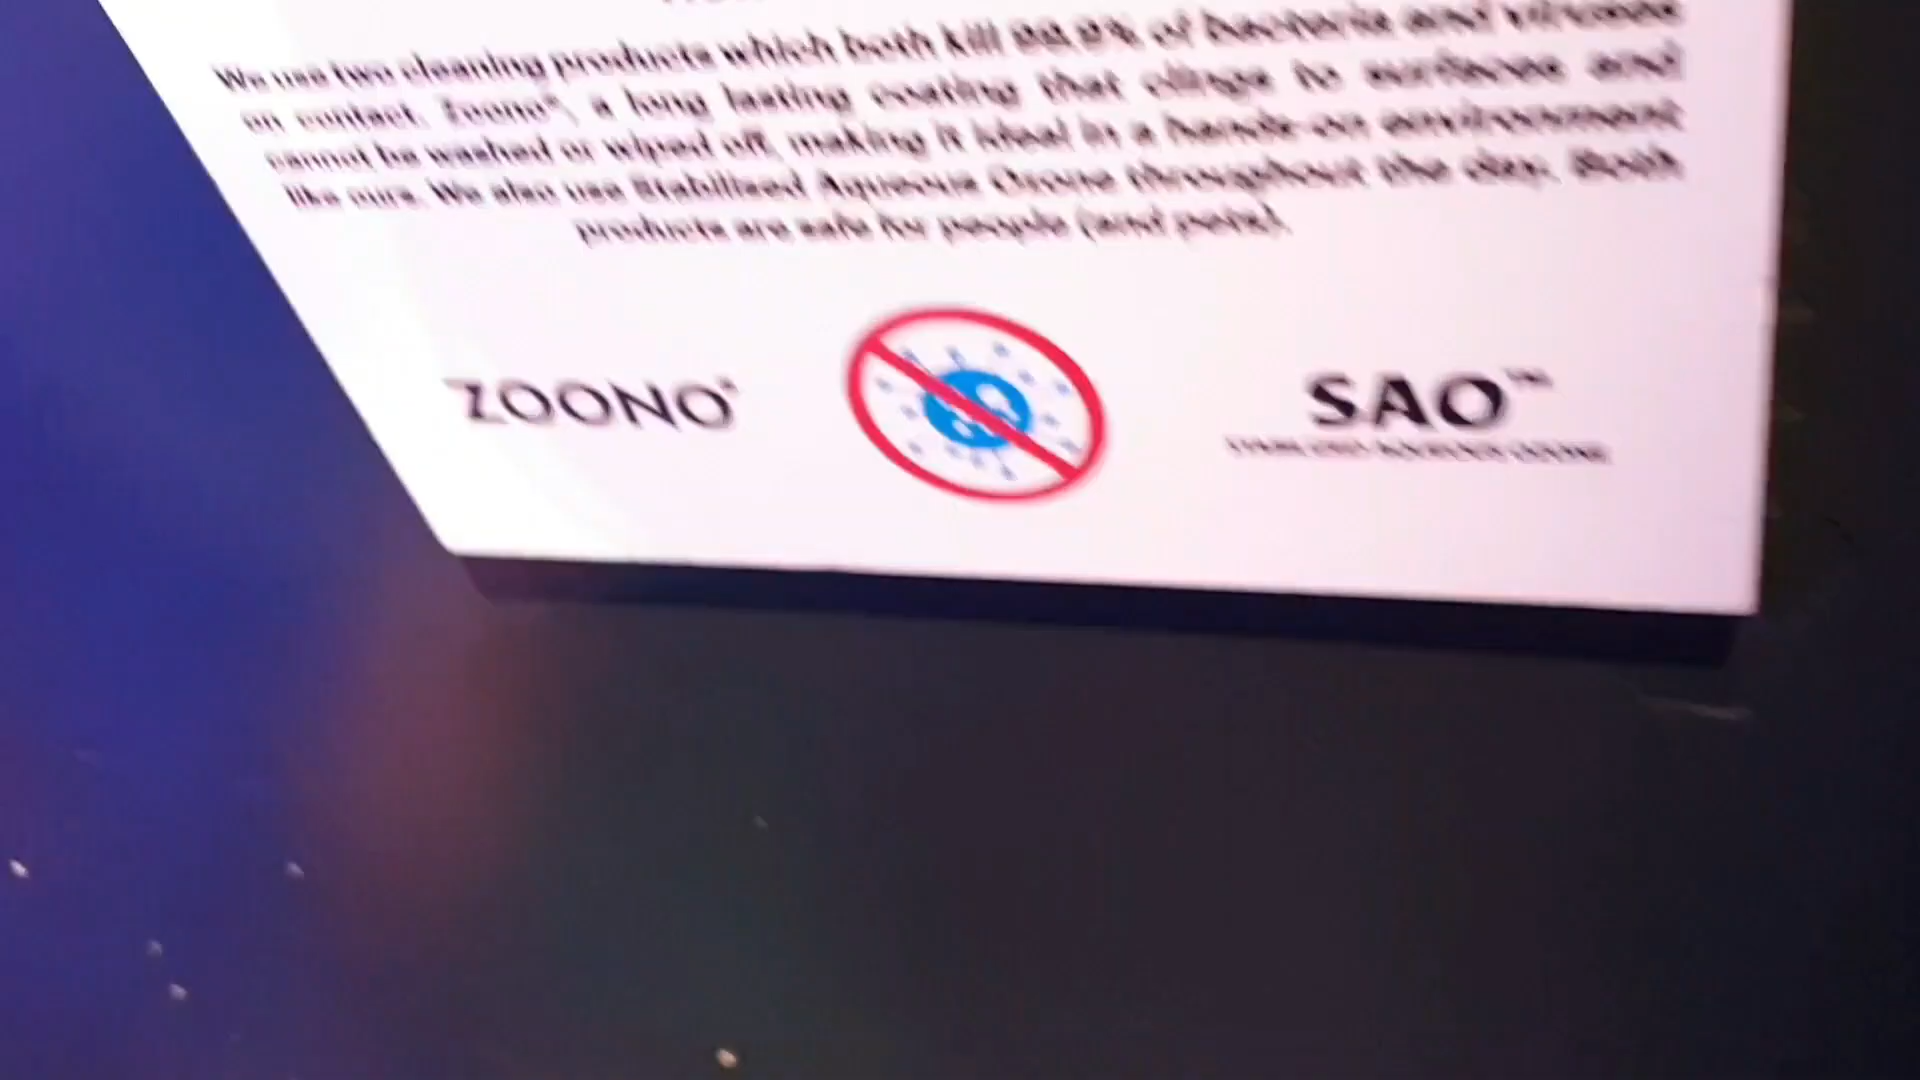 We use two cleaning products which both kill 99.9% of bacteria and viruses
on contact. Zoono®, a long lasting coating that clings to surfaces and
cannot be washed or wiped off, making it ideal in a hands-on environment
like ours. We also use Stabilised Aqueous Ozone throughout the day. Both
products are safe for people (and pets).
ZOONO®
SAO™
STABILISED AQUEOUS OZONE